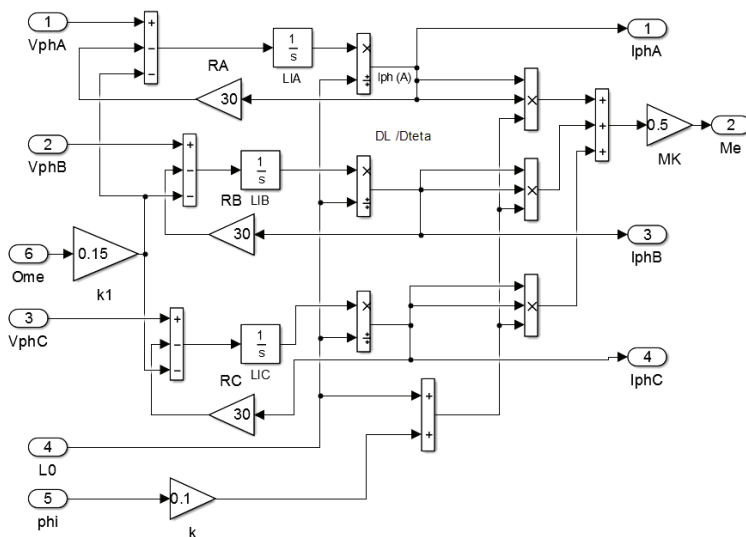 1
VphA
+
−
−
RA
30
1
s
LIA
×
÷
Iph (A)
1
IphA
×
2
VphB
+
−
−
RB
30
1
s
LIB
×
÷
DL /Dteta
×
+
+
+
0.5
MK
2
Me
3
IphB
6
Ome
0.15
k1
3
VphC
+
−
−
RC
30
1
s
LIC
×
÷
×
4
IphC
4
L0
+
+
5
phi
0.1
k